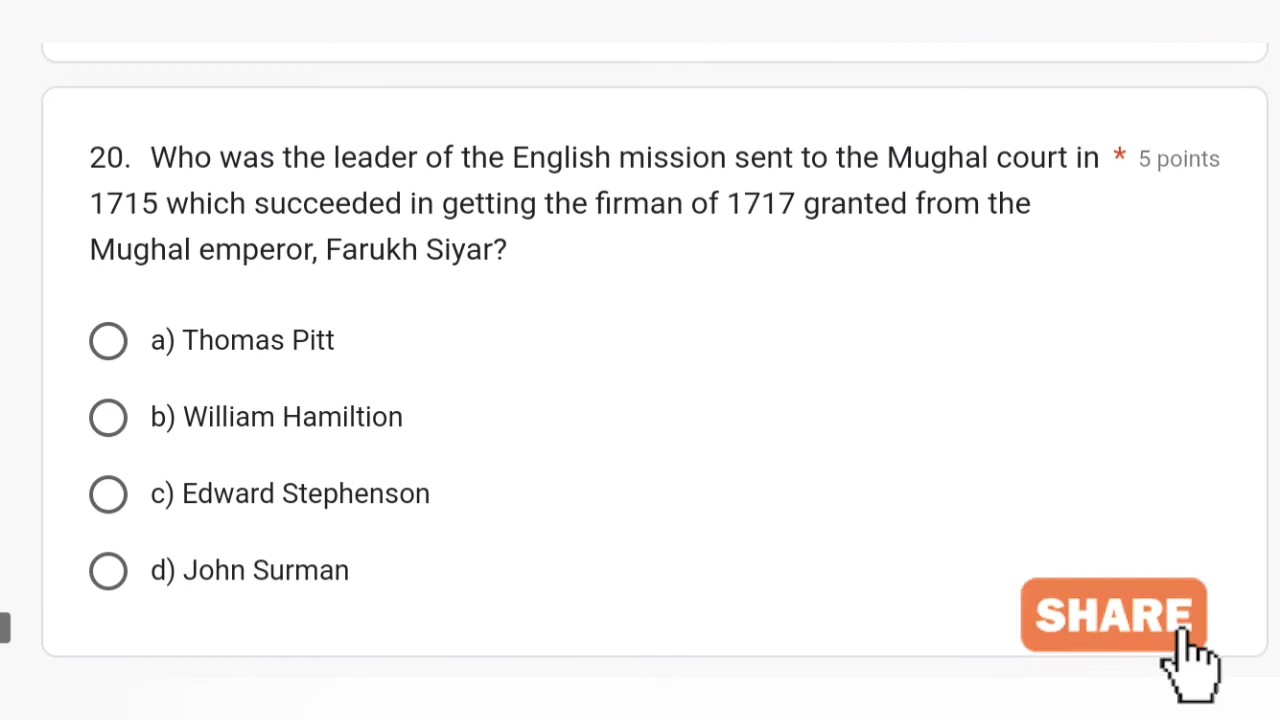 20. Who was the leader of the English mission sent to the Mughal court in * 5 points
1715 which succeeded in getting the firman of 1717 granted from the
Mughal emperor, Farukh Siyar?
a) Thomas Pitt
b) William Hamiltion
c) Edward Stephenson
d) John Surman
SHARE